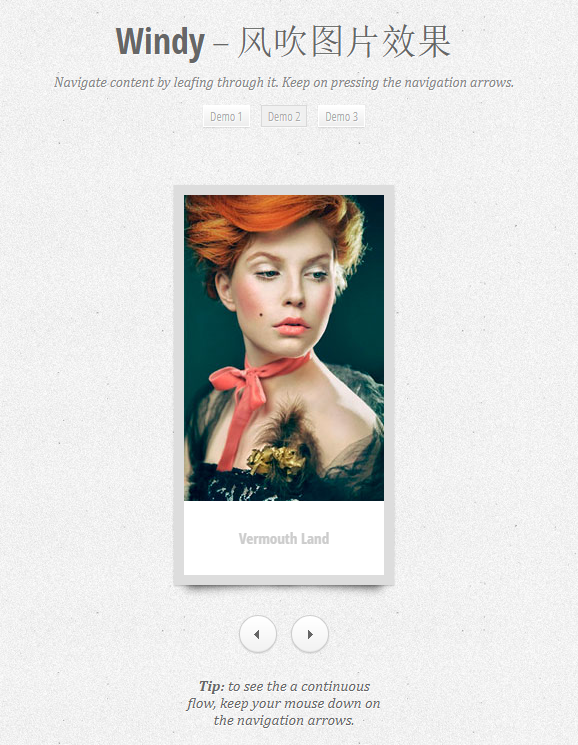 Windy – 风吹图片效果
Navigate content by leafing through it. Keep on pressing the navigation arrows.
Demo 1 Demo 2 Demo 3
Vermouth Land
Tip: to see the a continuous
flow, keep your mouse down on
the navigation arrows.